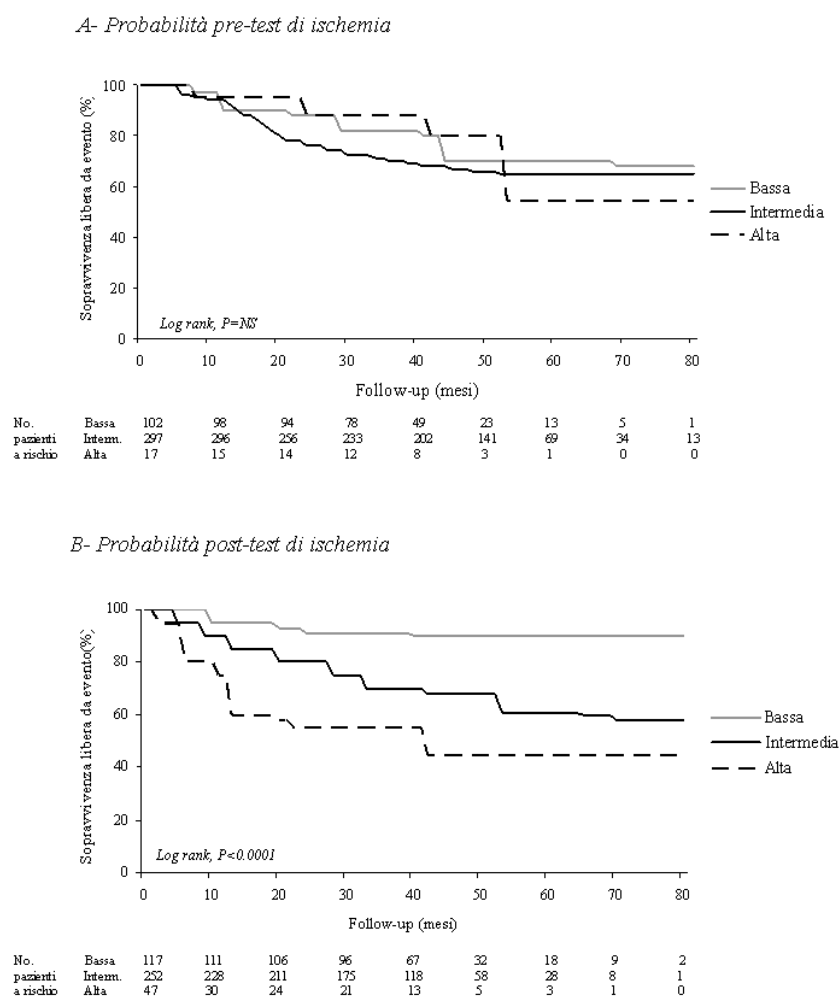 A- Probabilità pre-test di ischemia
Sopravvivenza libera da evento (%)
100
80
60
40
20
0
Log rank, P=NS
0 10 20 30 40 50 60 70 80
Follow-up (mesi)
Bassa
Intermedia
Alta
No. Bassa 102 98 94 78 49 23 13 5 1
pazienti Interm. 297 296 256 233 202 141 69 34 13
a rischio Alta 17 15 14 12 8 3 1 0 0
B- Probabilità post-test di ischemia
Sopravvivenza libera da evento(%)
100
80
60
40
20
0
Log rank, P<0.0001
0 10 20 30 40 50 60 70 80
Follow-up (mesi)
Bassa
Intermedia
Alta
No. Bassa 117 111 106 96 67 32 18 9 2
pazienti Interm. 252 228 211 175 118 58 28 8 1
a rischio Alta 47 30 24 21 13 5 3 1 0